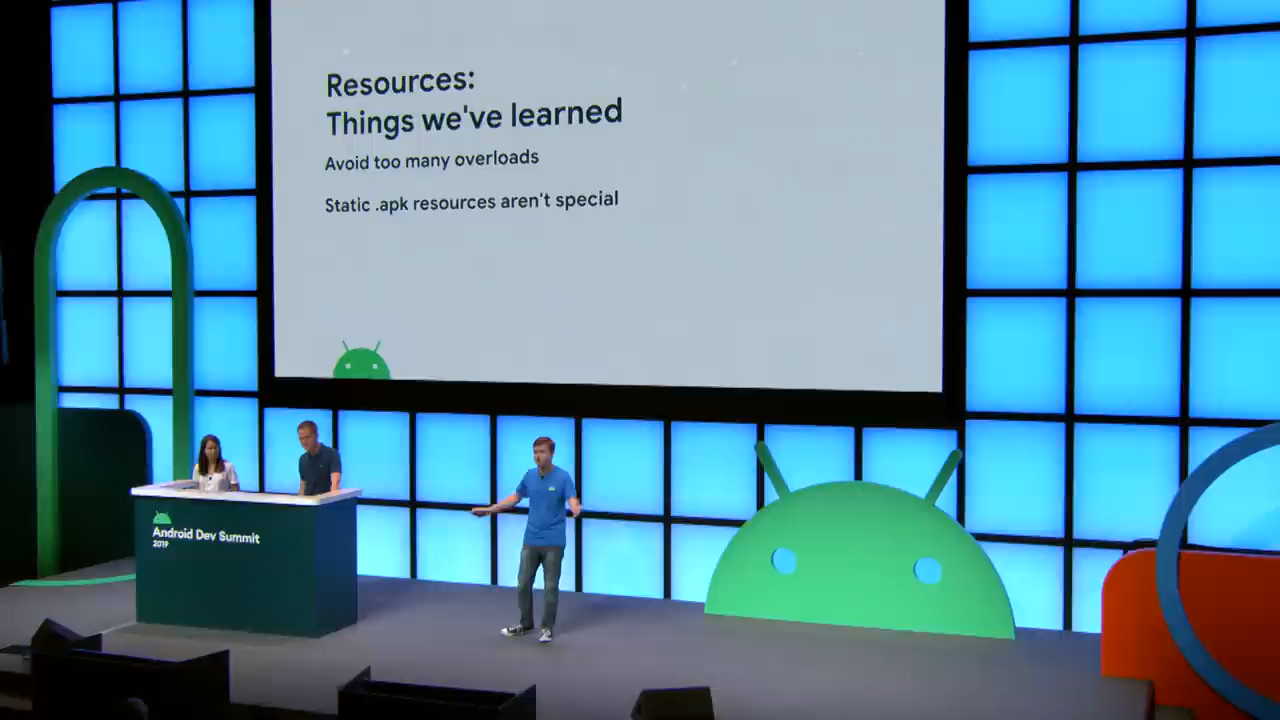 Resources:
Things we've learned
Avoid too many overloads
Static .apk resources aren't special
Android Dev Summit
2019